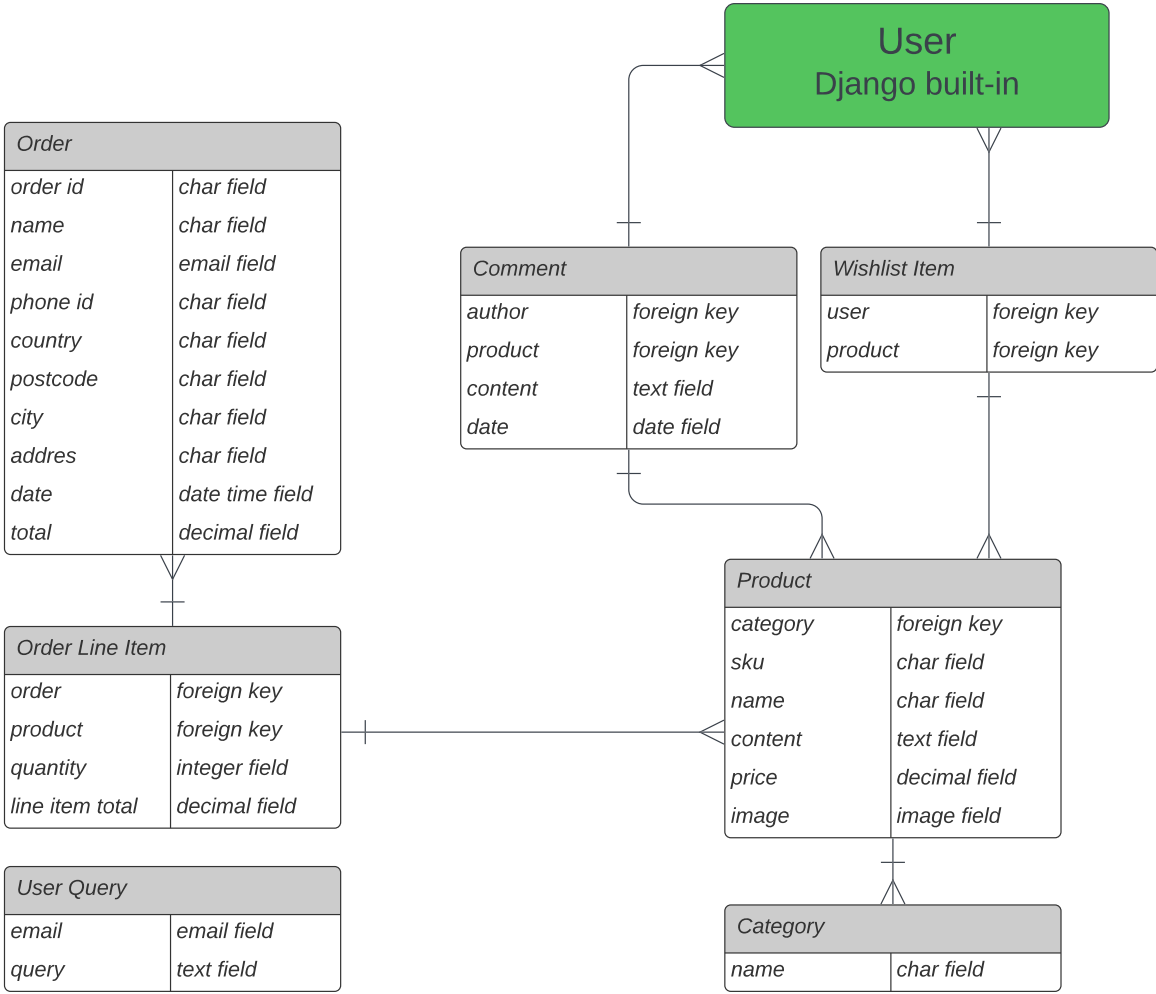 User
Django built-in
Order
order id char field
name char field
email email field
phone id char field
country char field
postcode char field
city char field
addres char field
date date time field
total decimal field
Comment
author foreign key
product foreign key
content text field
date date field
Wishlist Item
user foreign key
product foreign key
Order Line Item
order foreign key
product foreign key
quantity integer field
line item total decimal field
Product
category foreign key
sku char field
name char field
content text field
price decimal field
image image field
User Query
email email field
query text field
Category
name char field